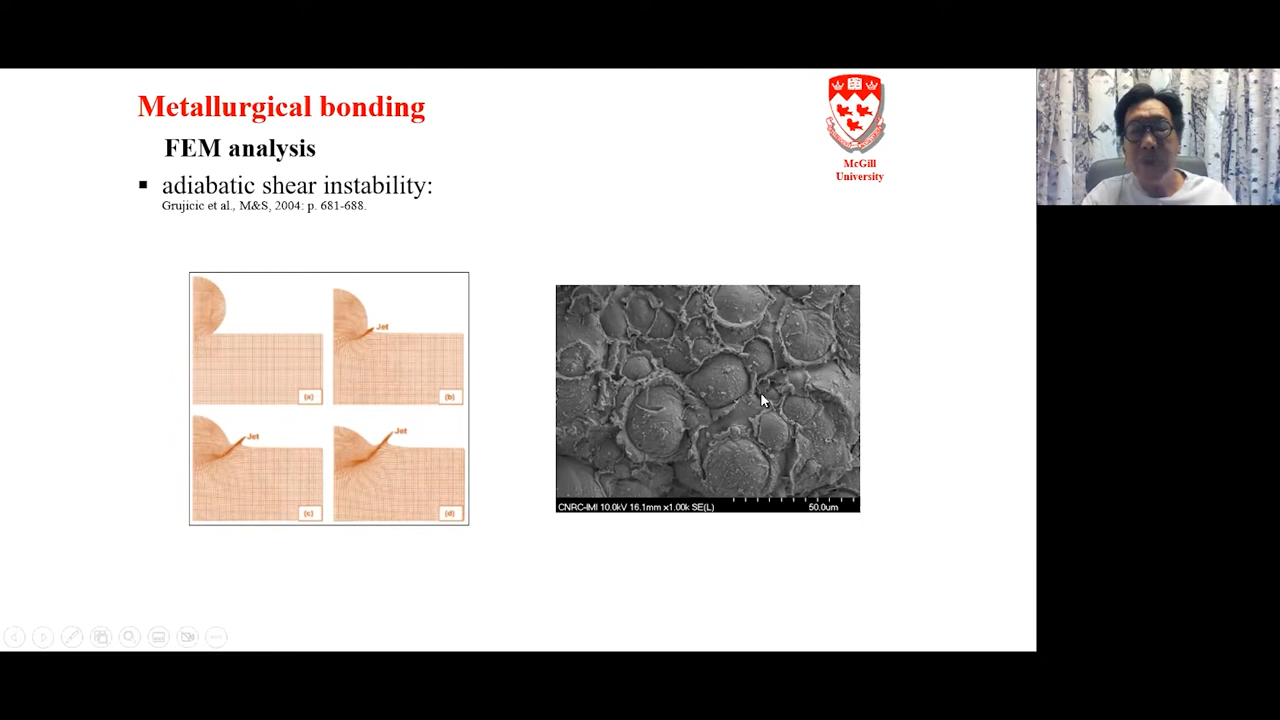 Metallurgical bonding
FEM analysis
▪ adiabatic shear instability:
Grujicic et al., M&S, 2004: p. 681-688.
McGill
University
Jet
(a)
(b)
Jet
Jet
(c)
(d)
CNRC-IMI 10.0kV 16.1mm x1.00k SE(L)
50.0um